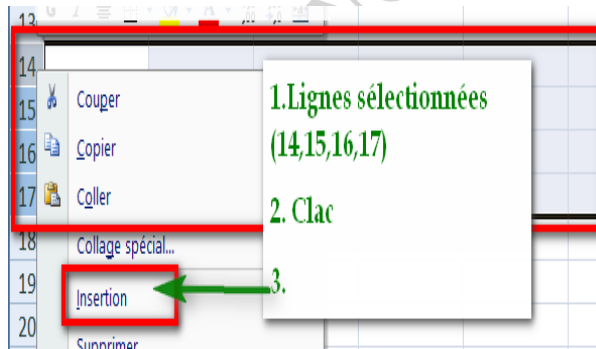 13 G I
14
15 Couper
16 Copier
17 Coller
18 Collage spécial...
19 Insertion
20 Supprimer
1.Lignes sélectionnées
(14,15,16,17)
2. Clac
3.